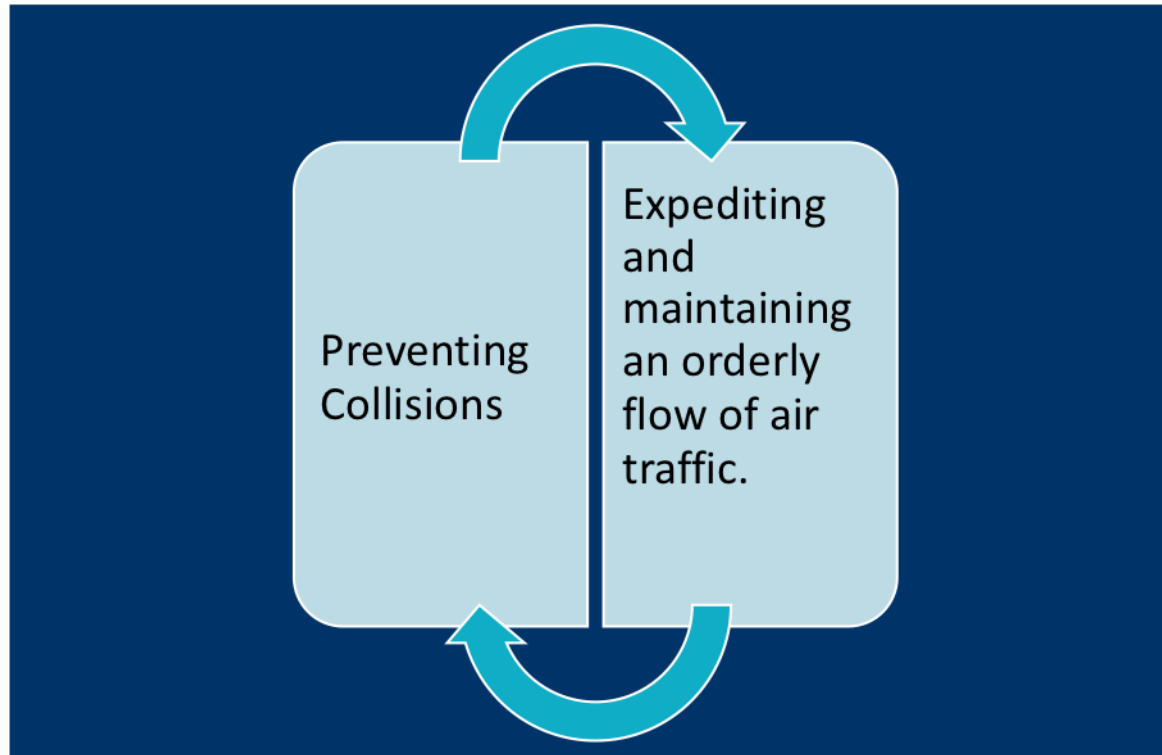 Preventing
Collisions
Expediting
and
maintaining
an orderly
flow of air
traffic.